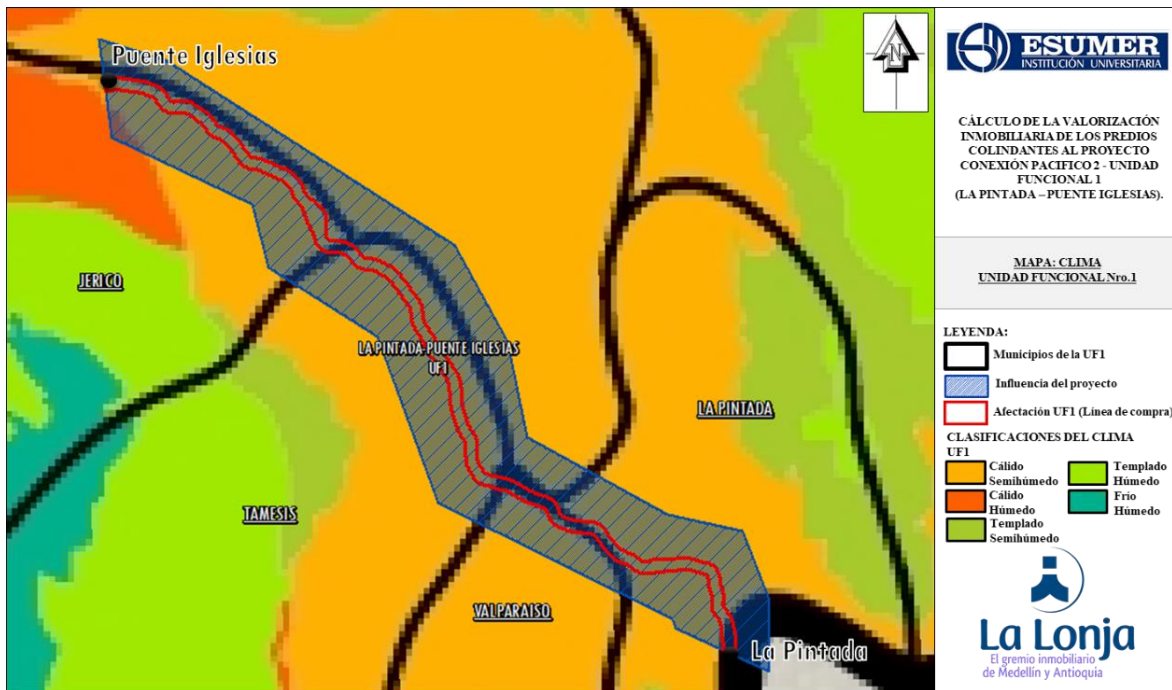 Puente Iglesias
JERICO
LA PINTADA-PUENTE IGLESIAS
UF1
LA PINTADA
TAMESIS
VALPARAISO
La Pintada
N
ESUMER
INSTITUCIÓN UNIVERSITARIA
CÁLCULO DE LA VALORIZACIÓN
INMOBILIARIA DE LOS PREDIOS
COLINDANTES AL PROYECTO
CONEXIÓN PACIFICO 2 - UNIDAD
FUNCIONAL 1
(LA PINTADA – PUENTE IGLESIAS).
MAPA: CLIMA
UNIDAD FUNCIONAL Nro.1
LEYENDA:
Municipios de la UF1
Influencia del proyecto
Afectación UF1 (Línea de compra)
CLASIFICACIONES DEL CLIMA
UF1
Cálido
Semihúmedo
Cálido
Húmedo
Templado
Semihúmedo
Templado
Húmedo
Frío
Húmedo
La Lonja
El gremio inmobiliario
de Medellín y Antioquia